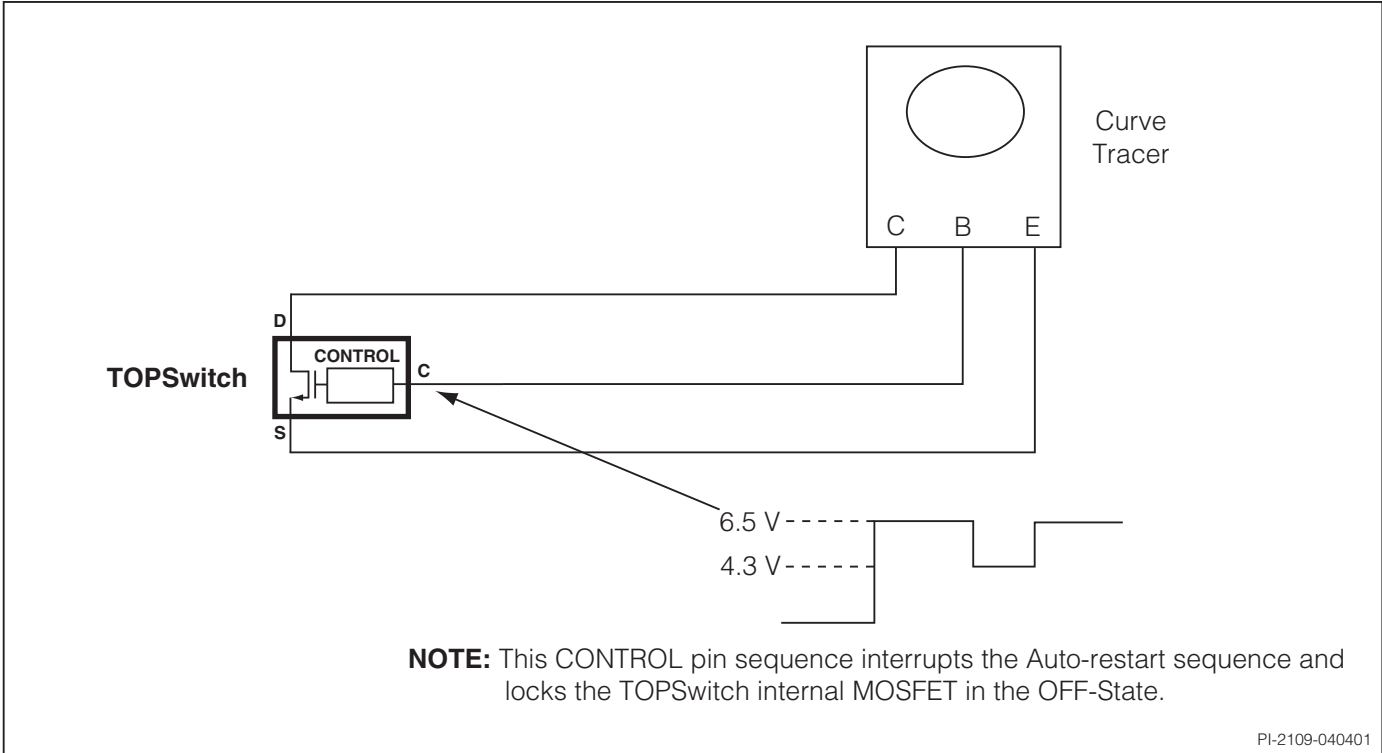 Curve
Tracer
C B E
D
CONTROL
C
TOPSwitch
S
6.5 V
4.3 V
NOTE: This CONTROL pin sequence interrupts the Auto-restart sequence and
locks the TOPSwitch internal MOSFET in the OFF-State.
PI-2109-040401